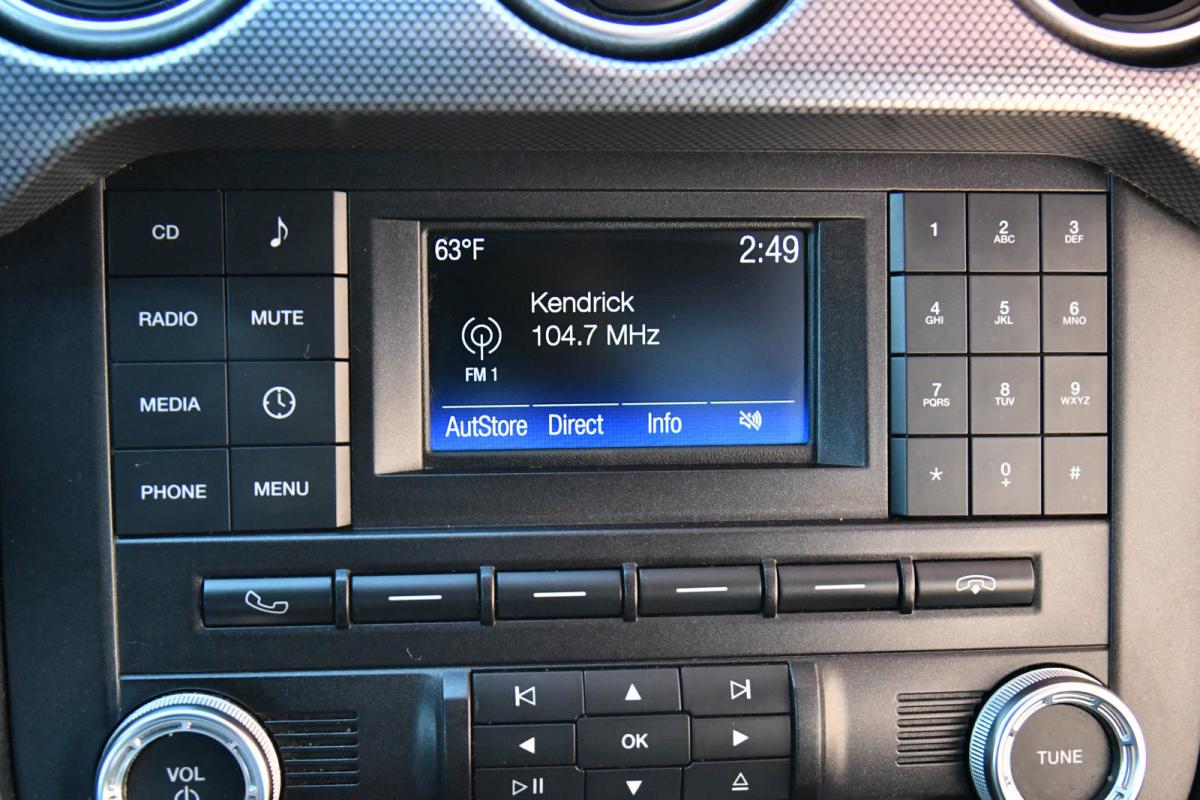 CD
RADIO
MUTE
MEDIA
PHONE
MENU
63°F
2:49
Kendrick
104.7 MHz
FM 1
AutStore Direct Info
1
2
ABC
3
DEF
4
GHI
5
JKL
6
MNO
7
PQRS
8
TUV
9
WXYZ
*
0
+
#
OK
VOL
TUNE